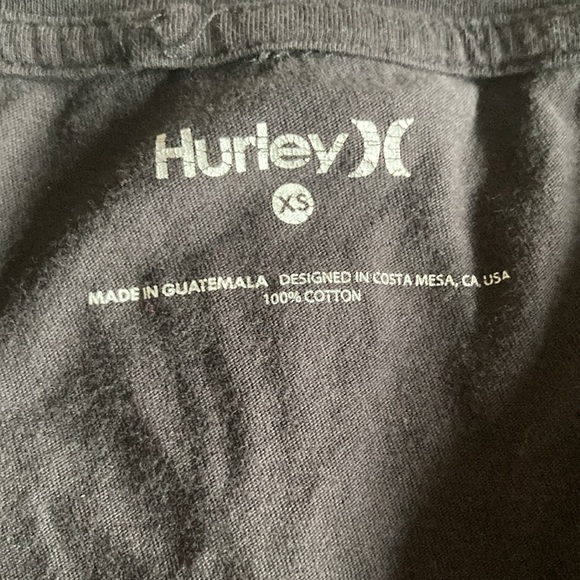 Hurley
XS
MADE IN GUATEMALA DESIGNED IN COSTA MESA, CA, USA
100% COTTON